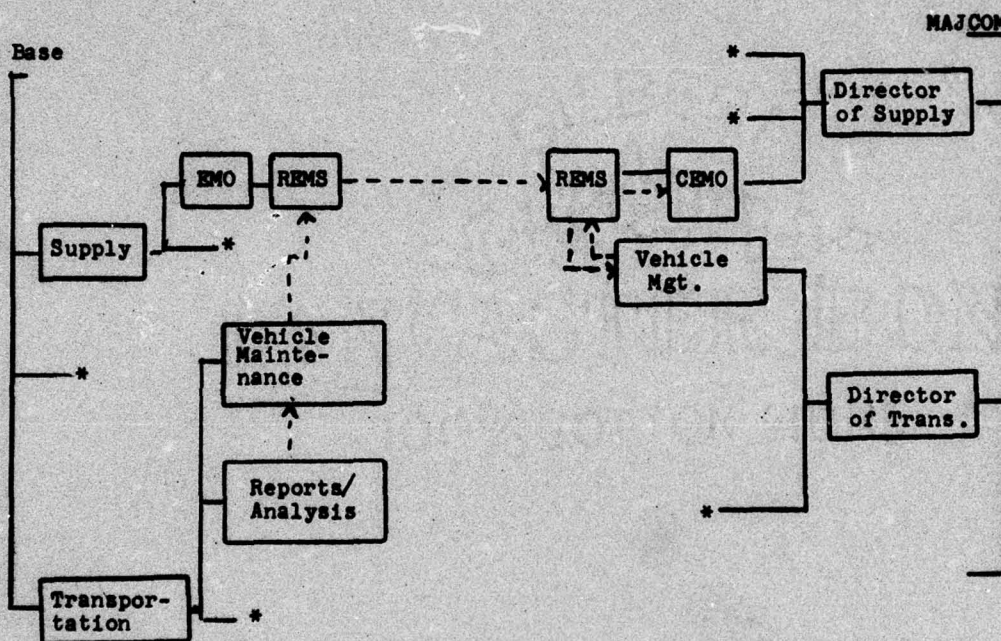 MAJCOM
Base
*
Director
of Supply
*
EMO
REMS
REMS
CEMO
Supply
*
Vehicle
Mgt.
Vehicle
Mainte-
nance
*
Director
of Trans.
Reports/
Analysis
*
Transpor-
tation
*